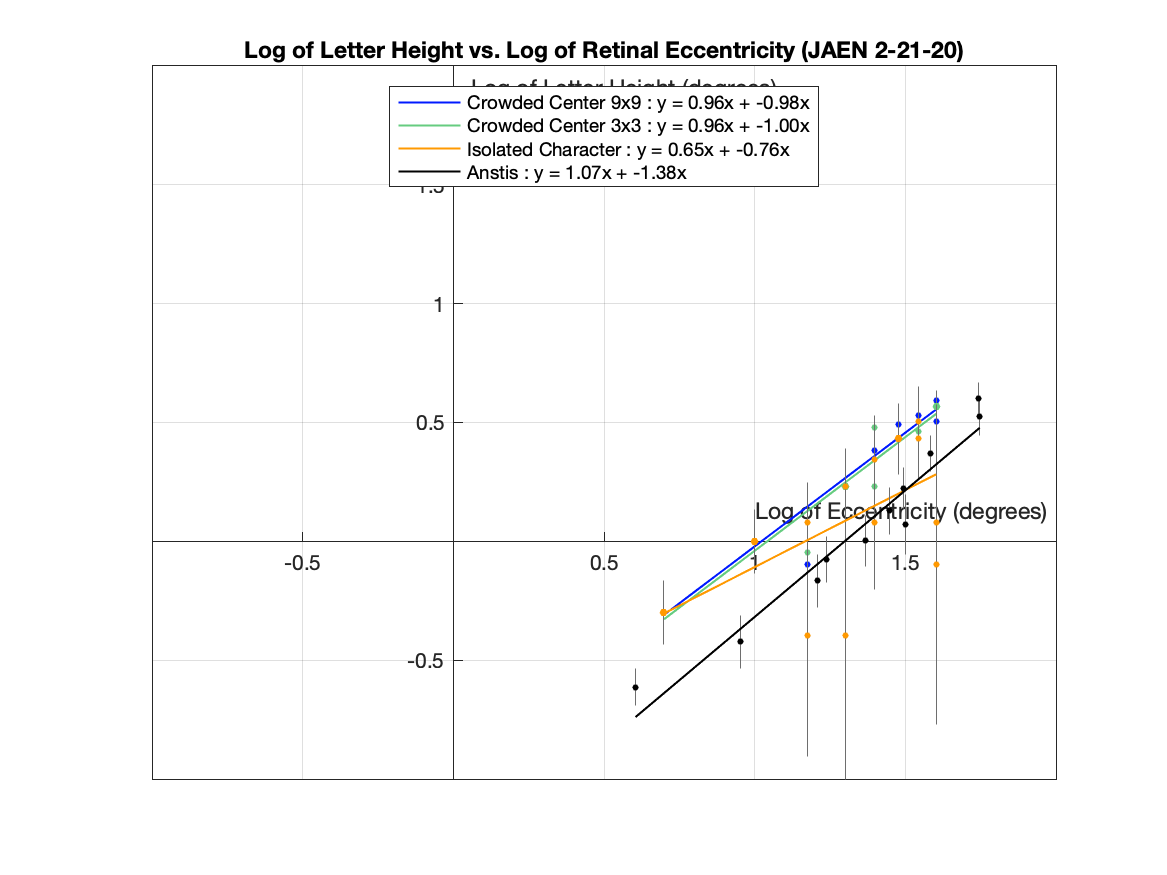 Log of Letter Height vs. Log of Retinal Eccentricity (JAEN 2-21-20)
Log of Letter Height (degrees)
Crowded Center 9x9 : y = 0.96x + -0.98x
Crowded Center 3x3 : y = 0.96x + -1.00x
Isolated Character : y = 0.65x + -0.76x
Anstis : y = 1.07x + -1.38x
1.5
1
0.5
Log of Eccentricity (degrees)
-0.5 0.5 1 1.5
-0.5